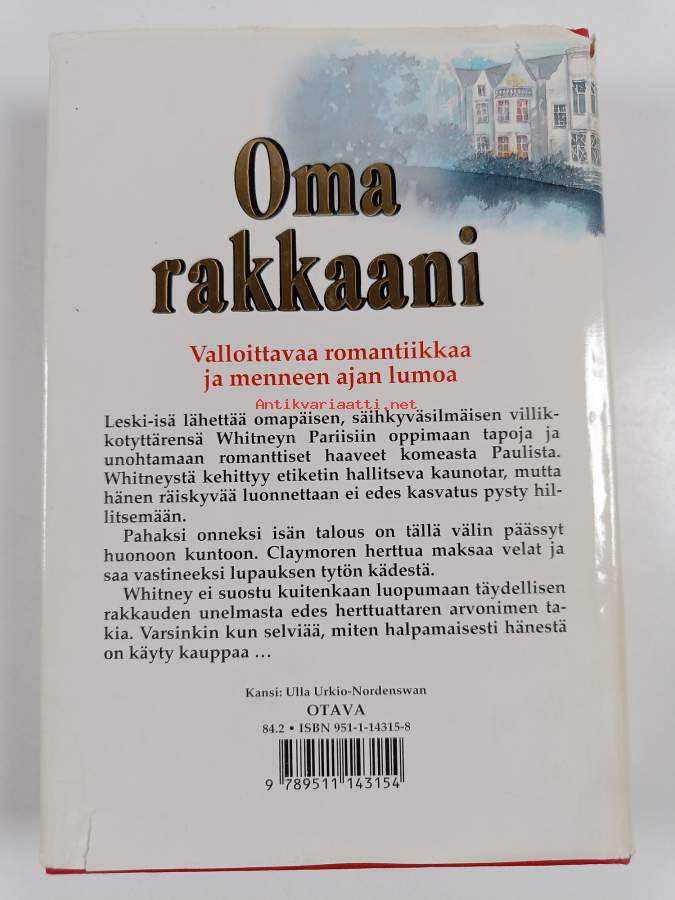 Oma
rakkaani
Valloittavaa romantiikkaa
ja menneen ajan lumoa
Antikvariaatti.net
Leski-isä lähettää omapäisen, säihkyväsilmäisen villik-
kotyttärensä Whitneyn Pariisiin oppimaan tapoja ja
unohtamaan romanttiset haaveet komeasta Paulista.
Whitneystä kehittyy etiketin hallitseva kaunotar, mutta
hänen räiskyvää luonnettaan ei edes kasvatus pysty hil-
litsemään.
Pahaksi onneksi isän talous on tällä välin päässyt
huonoon kuntoon. Claymoren herttua maksaa velat ja
saa vastineeksi lupauksen tytön kädestä.
Whitney ei suostu kuitenkaan luopumaan täydellisen
rakkauden unelmasta edes herttuattaren arvonimen ta-
kia. Varsinkin kun selviää, miten halpamaisesti hänestä
on käyty kauppaa ...
Kansi: Ulla Urkio-Nordenswan
OTAVA
84.2 • ISBN 951-1-14315-8
9 789511 143154